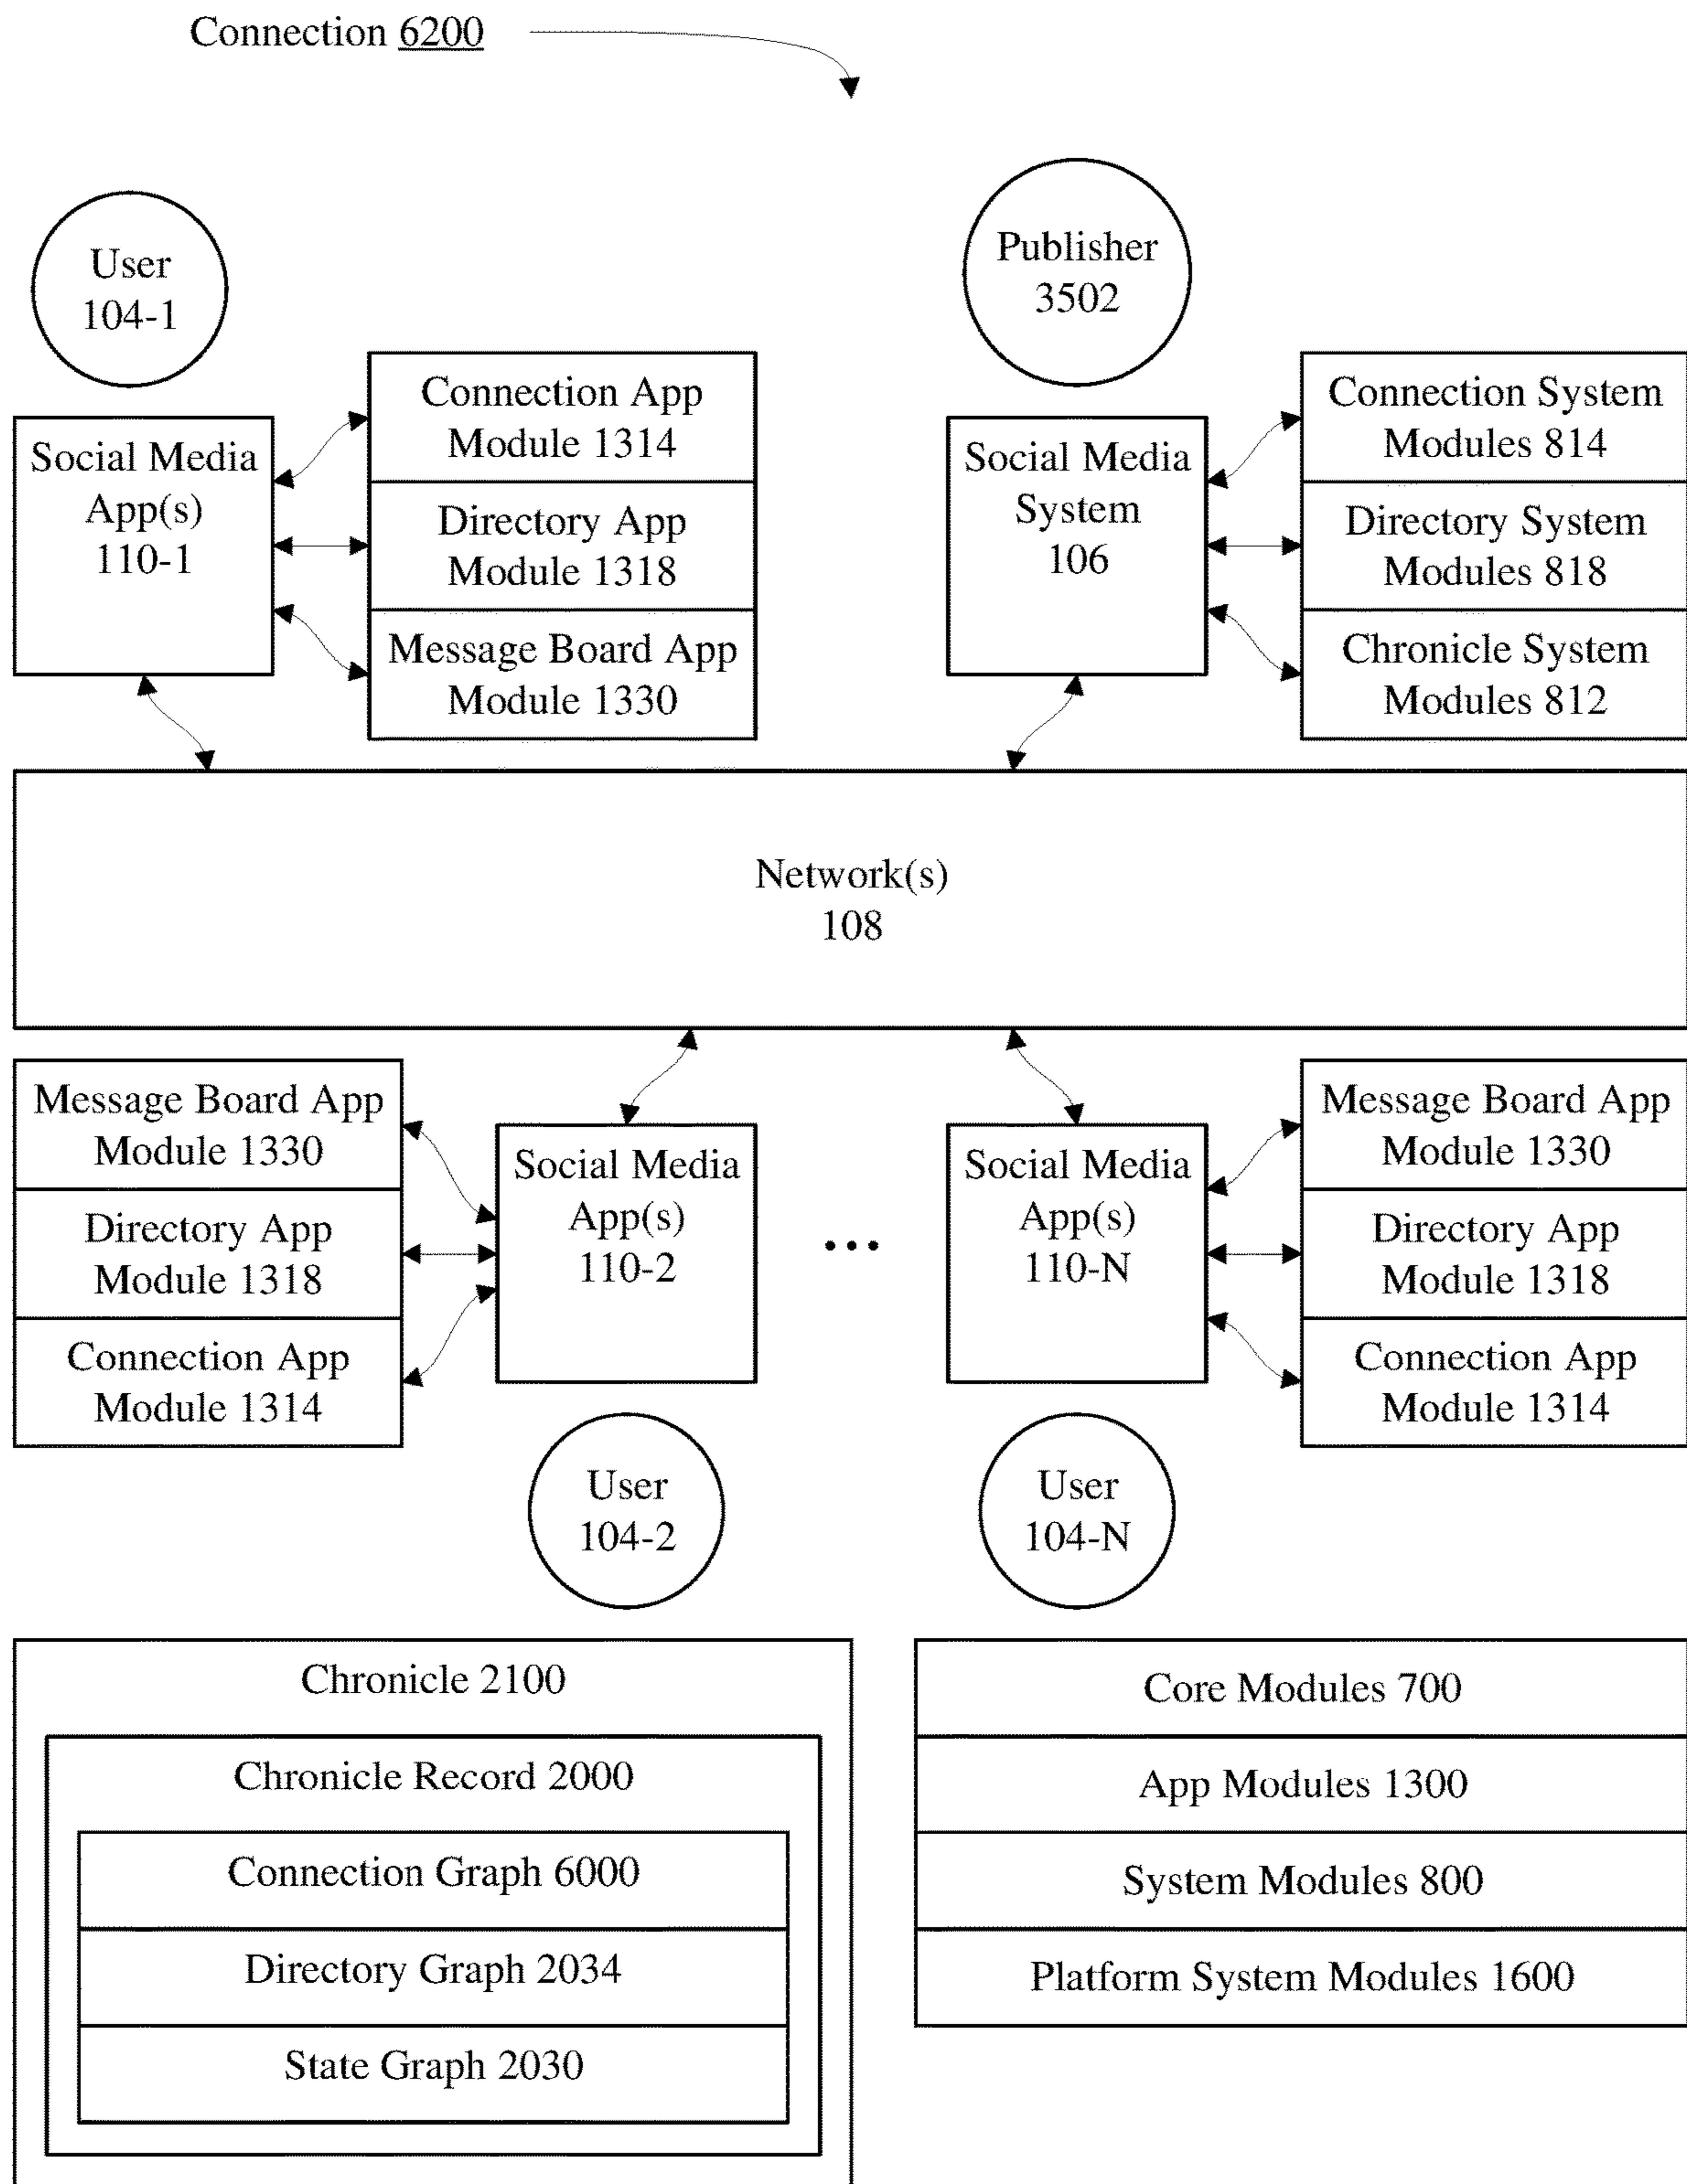 Connection 6200
User
104-1
Publisher
3502
Social Media
App(s)
110-1
Connection App
Module 1314
Directory App
Module 1318
Message Board App
Module 1330
Social Media
System
106
Connection System
Modules 814
Directory System
Modules 818
Chronicle System
Modules 812
Network(s)
108
Message Board App
Module 1330
Directory App
Module 1318
Connection App
Module 1314
Social Media
App(s)
110-2
•••
Social Media
App(s)
110-N
Message Board App
Module 1330
Directory App
Module 1318
Connection App
Module 1314
User
104-2
User
104-N
Chronicle 2100
Chronicle Record 2000
Connection Graph 6000
Directory Graph 2034
State Graph 2030
Core Modules 700
App Modules 1300
System Modules 800
Platform System Modules 1600